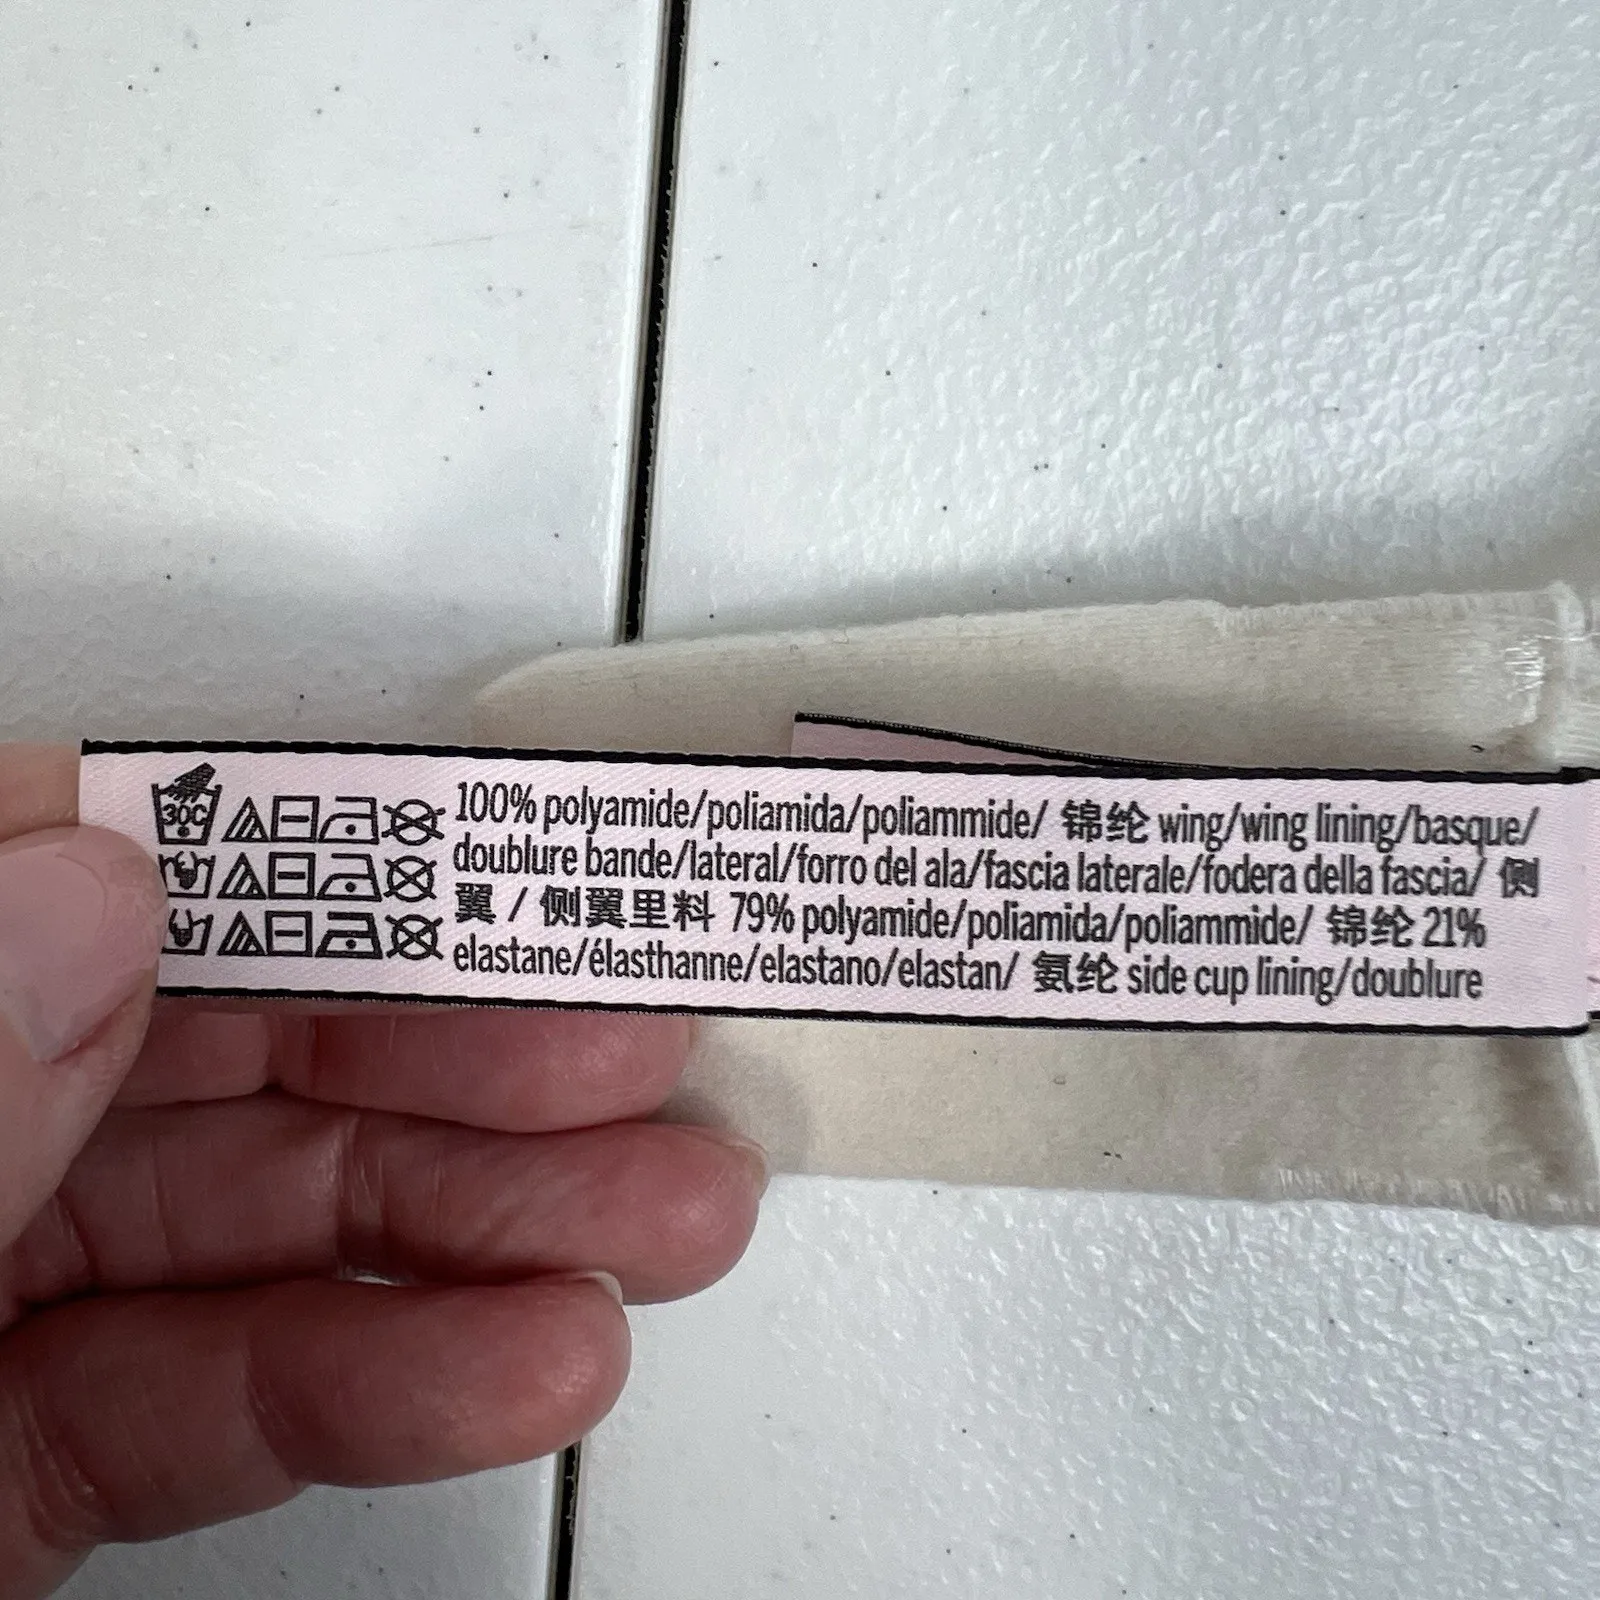 30C
100% polyamide/poliamida/poliammide/ 锦纶 wing/wing lining/basque/
doublure bande/lateral/forro del ala/fascia laterale/fodera della fascia/ 侧
翼 / 侧翼里料 79% polyamide/poliamida/poliammide/ 锦纶 21%
elastane/élasthanne/elastano/elastan/ 氨纶 side cup lining/doublure